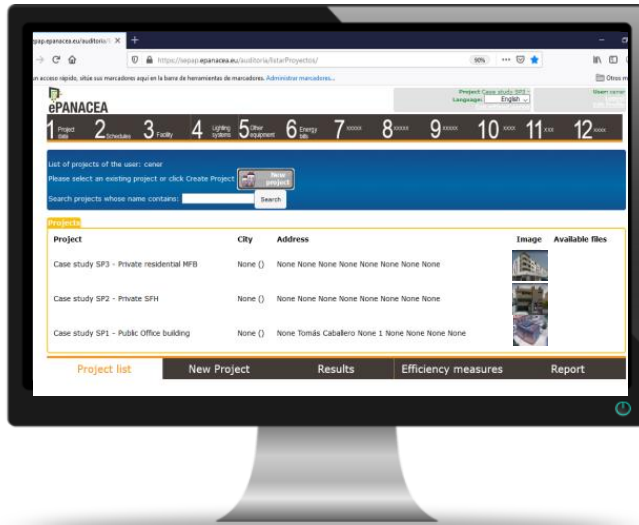 epap.epanacea.eu/auditoria/l
https://sepap.epanacea.eu/auditoria/listarProyectos/
90%
un acceso rápido, sitúe sus marcadores aquí en la barra de herramientas de marcadores. Administrar marcadores...
Otros m
Project Case study SP3 -
Language: English
User: cener
ePANACEA
1 Project data
2 Schedules
3 Facility
4 Lighting systems
5 Other equipment
6 Energy bills
7 xxxxx
8 xxxxx
9 xxxxx
10 xxxx
11 xxx
12 xxxx
List of projects of the user: cener
Please select an existing project or click Create Project New project
Search projects whose name contains: Search
Projects
Project City Address Image Available files
Case study SP3 - Private residential MFB None () None None None None None None None None
Case study SP2 - Private SFH None () None None None None None None None None
Case study SP1 - Public Office building None () None Tomás Caballero None 1 None None None None
Project list New Project Results Efficiency measures Report